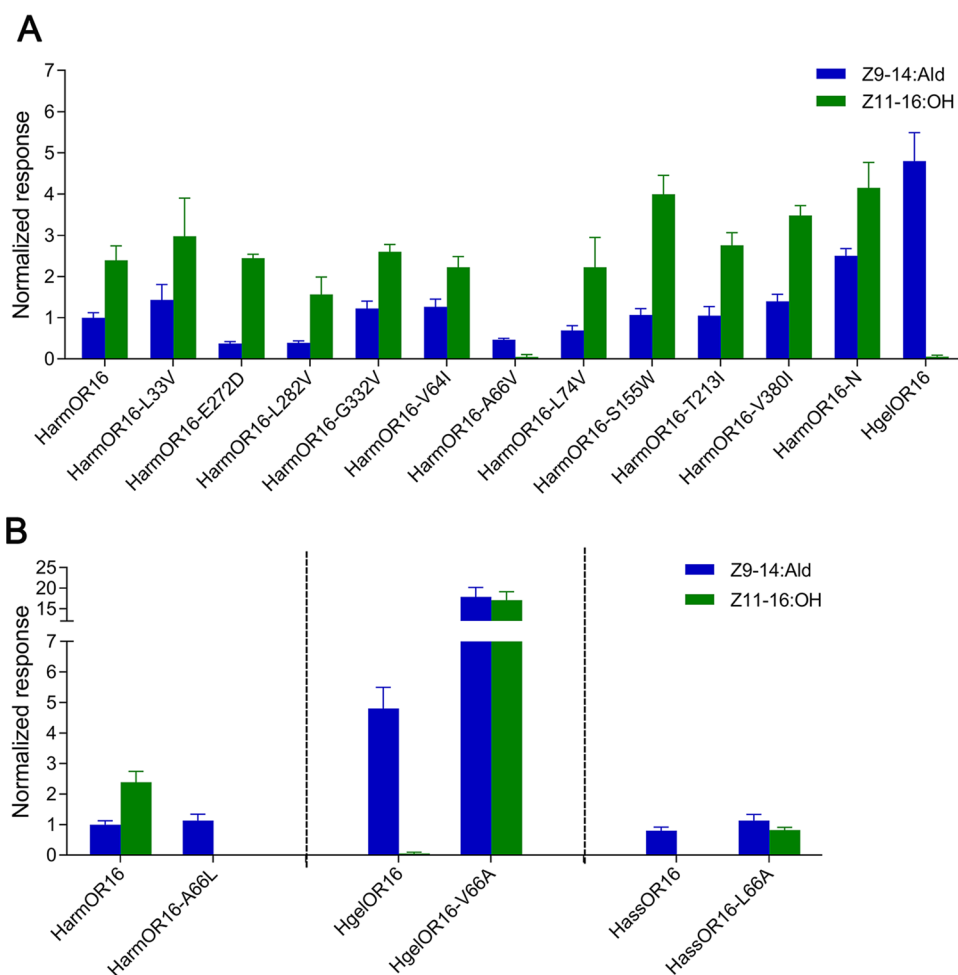 A
Normalized response
7
6
5
4
3
2
1
0
Z9-14:Ald
Z11-16:OH
HarmOR16
HarmOR16-L33V
HarmOR16-E272D
HarmOR16-L282V
HarmOR16-G332V
HarmOR16-V64I
HarmOR16-A66V
HarmOR16-L74V
HarmOR16-S155W
HarmOR16-T213I
HarmOR16-V380I
HarmOR16-N
HgelOR16
B
Normalized response
25
20
15
7
6
5
4
3
2
1
0
Z9-14:Ald
Z11-16:OH
HarmOR16
HarmOR16-A66L
HgelOR16
HgelOR16-V66A
HassOR16
HassOR16-L66A